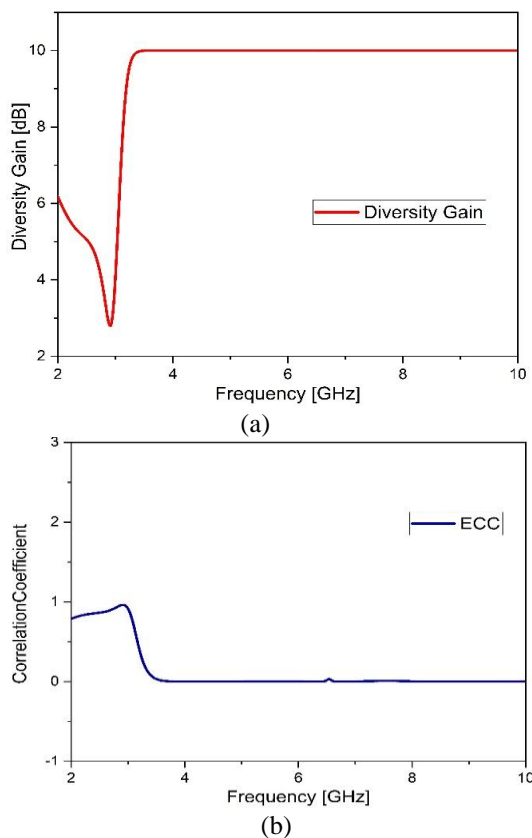 10
8
6
4
2
Diversity Gain [dB]
Diversity Gain
2 4 6 8 10
Frequency [GHz]
(a)
3
2
1
0
-1
CorrelationCoefficient
ECC
2 4 6 8 10
Frequency [GHz]
(b)